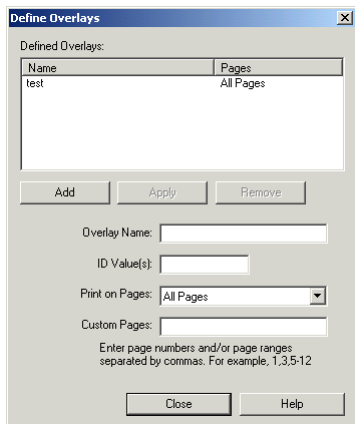 Define Overlays
Defined Overlays:
Name Pages
test All Pages
Add Apply Remove
Overlay Name:
ID Value(s):
Print on Pages: All Pages
Custom Pages:
Enter page numbers and/or page ranges
separated by commas. For example, 1,3,5-12
Close Help